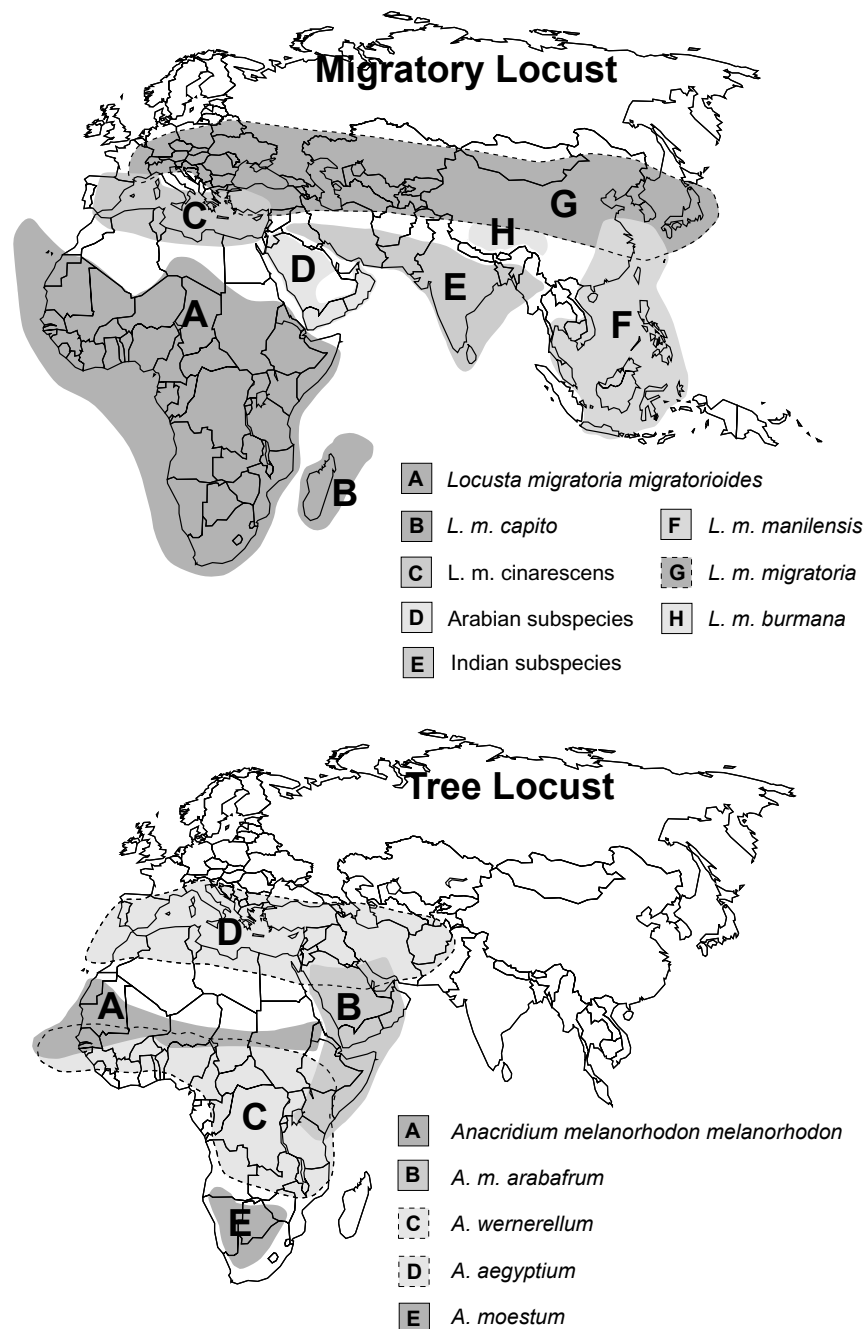 Migratory Locust
G
C
H
D
E
A
F
B
A Locusta migratoria migratorioides
B L. m. capito
F L. m. manilensis
C L. m. cinarescens
G L. m. migratoria
D Arabian subspecies
H L. m. burmana
E Indian subspecies
Tree Locust
D
A
B
C
E
A Anacridium melanorhodon melanorhodon
B A. m. arabafrum
C A. wernerellum
D A. aegyptium
E A. moestum